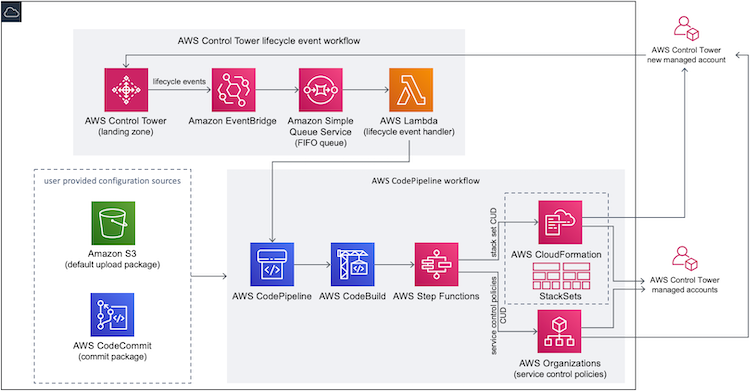 AWS Control Tower lifecycle event workflow
lifecycle events
AWS Control Tower
(landing zone)
Amazon EventBridge
Amazon Simple
Queue Service
(FIFO queue)
AWS Lambda
(lifecycle event handler)
AWS Control Tower
new managed account
user provided configuration sources
Amazon S3
(default upload package)
AWS CodeCommit
(commit package)
AWS CodePipeline workflow
AWS CodePipeline
AWS CodeBuild
AWS Step Functions
stack set CUD
service control policies
CUD
AWS CloudFormation
StackSets
AWS Organizations
(service control policies)
AWS Control Tower
managed accounts